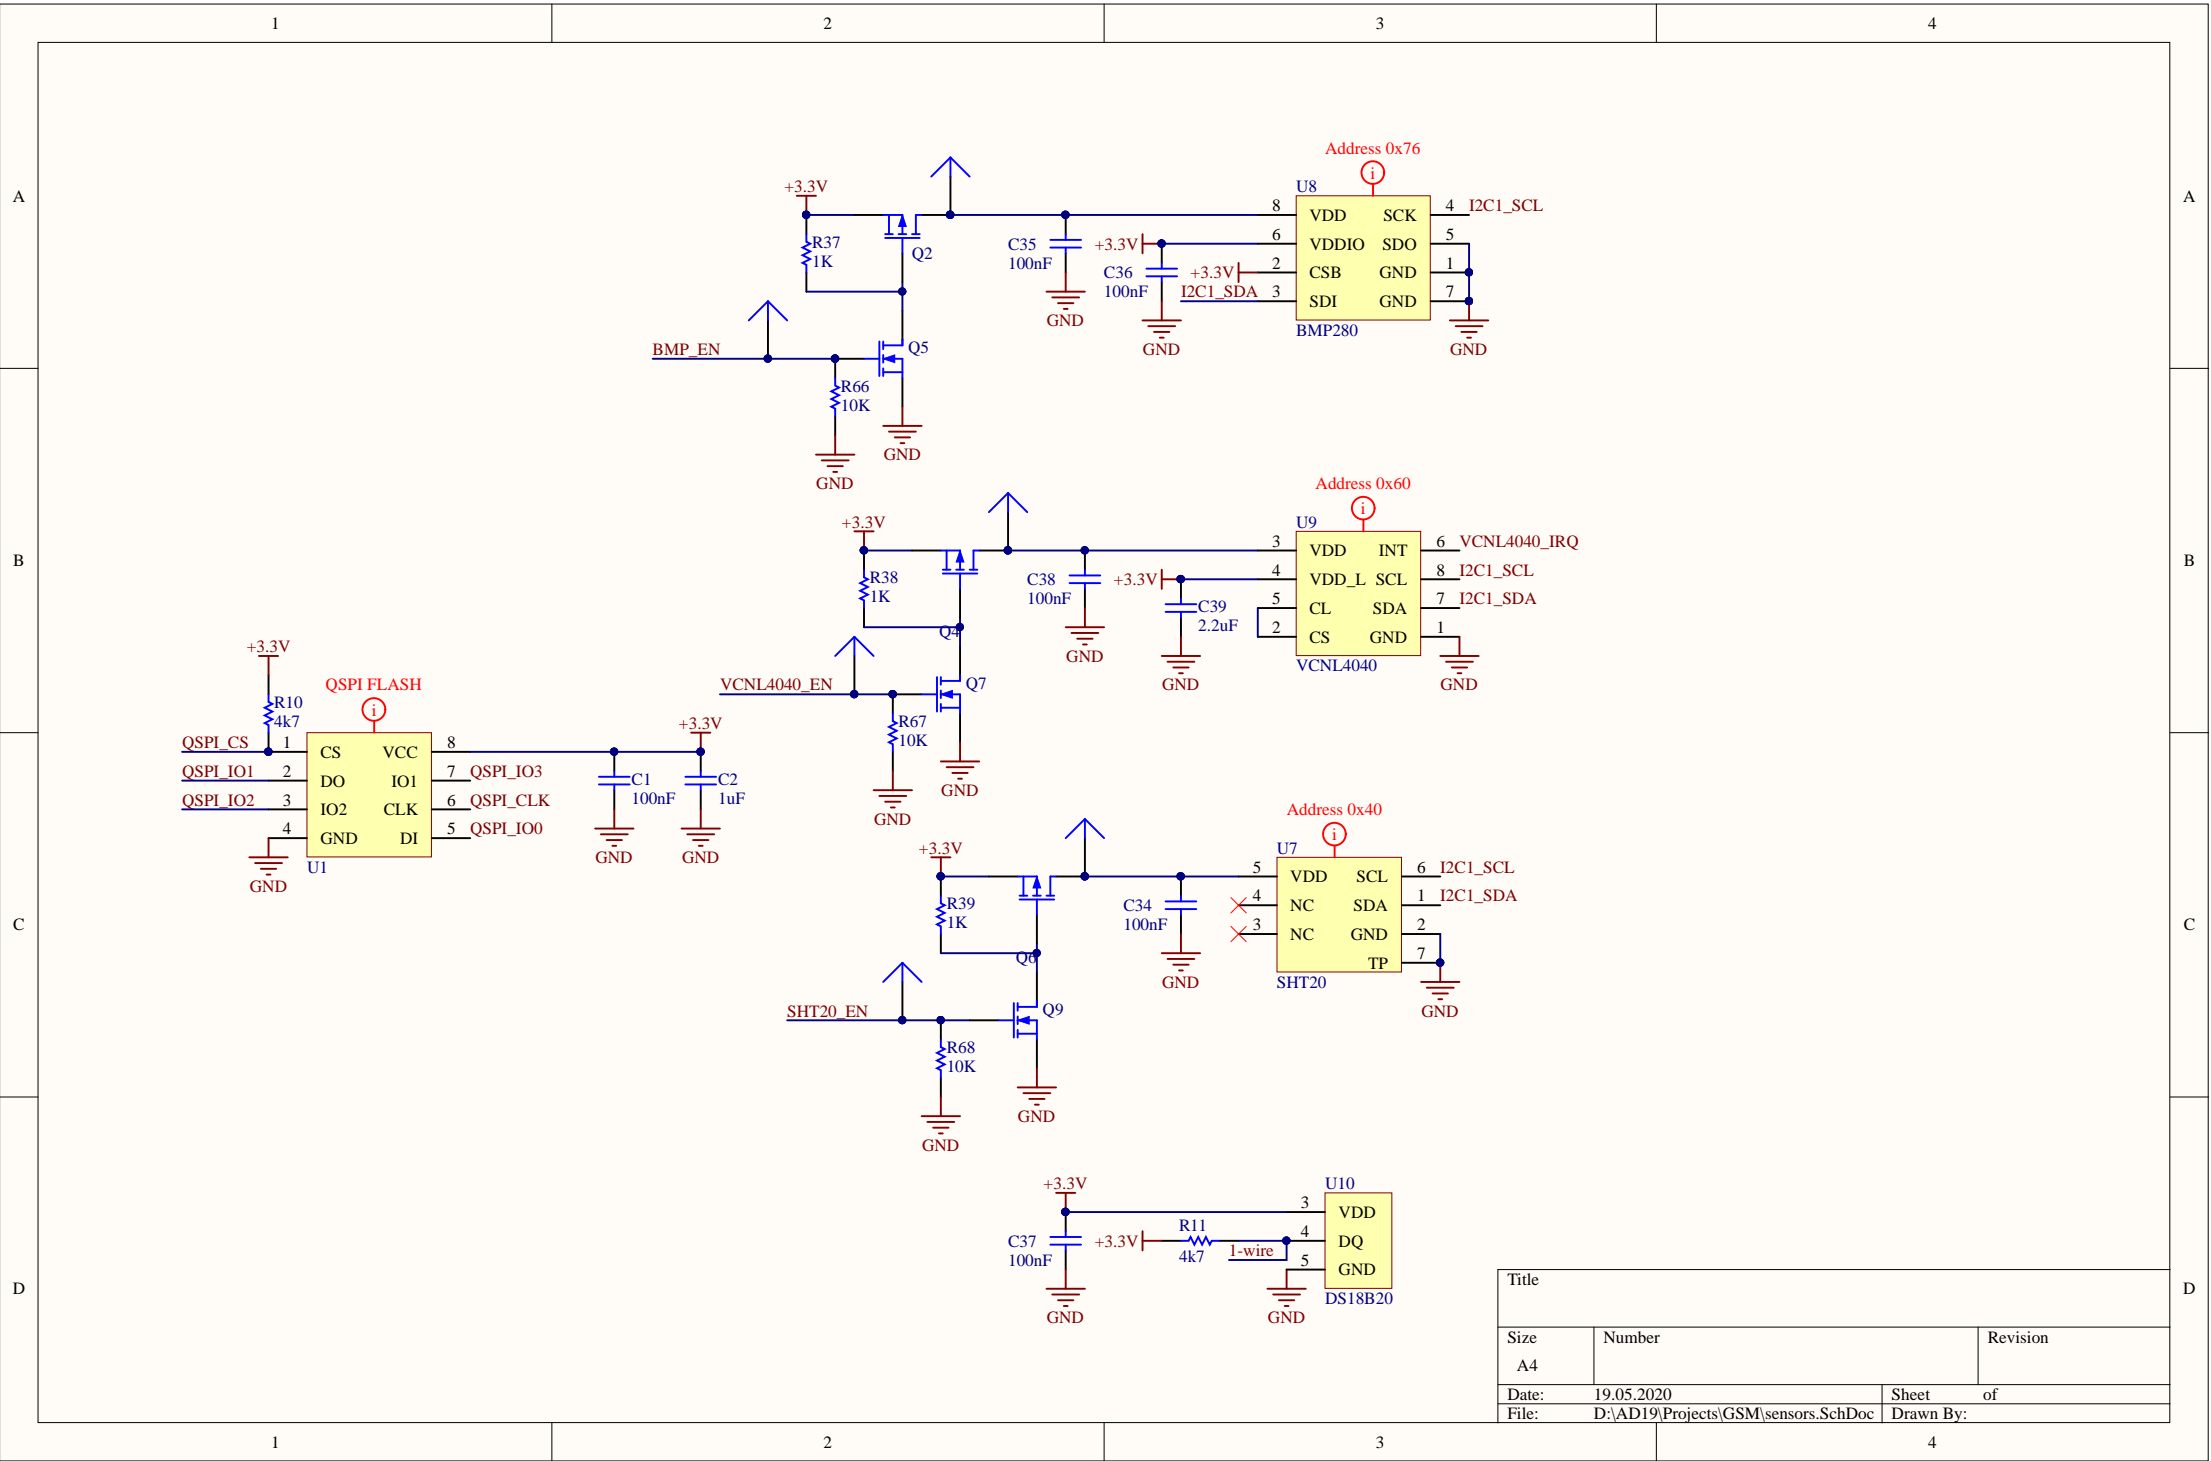 1 2 3 4
A A
Address 0x76
+3.3V
U8
8 VDD SCK 4 I2C1_SCL
R37
1K
Q2
C35
100nF
+3.3V
6 VDDIO SDO 5
C36
100nF
+3.3V
2 CSB GND 1
I2C1_SDA 3 SDI GND 7
BMP280
GND
GND
GND
BMP_EN
Q5
R66
10K
GND
GND
B B
Address 0x60
+3.3V
U9
3 VDD INT 6 VCNL4040_IRQ
R38
1K
C38
100nF
+3.3V
4 VDD_L SCL 8 I2C1_SCL
C39
2.2uF
5 CL SDA 7 I2C1_SDA
2 CS GND 1
VCNL4040
Q4
GND
GND
GND
VCNL4040_EN
Q7
R67
10K
GND
GND
+3.3V
R10
4k7
QSPI FLASH
+3.3V
QSPI_CS 1 CS VCC 8
QSPI_IO1 2 DO IO1 7 QSPI_IO3
QSPI_IO2 3 IO2 CLK 6 QSPI_CLK
4 GND DI 5 QSPI_IO0
U1
GND
C1
100nF
C2
1uF
GND
GND
C C
Address 0x40
+3.3V
U7
5 VDD SCL 6 I2C1_SCL
R39
1K
C34
100nF
4 NC SDA 1 I2C1_SDA
3 NC GND 2
TP 7
SHT20
Q6
GND
GND
SHT20_EN
Q9
R68
10K
GND
GND
D D
+3.3V
U10
3 VDD
C37
100nF
+3.3V
R11
4k7
1-wire
4 DQ
5 GND
DS18B20
GND
GND
Title
Size Number Revision
A4
Date: 19.05.2020 Sheet of
File: D:\AD19\Projects\GSM\sensors.SchDoc Drawn By:
1 2 3 4